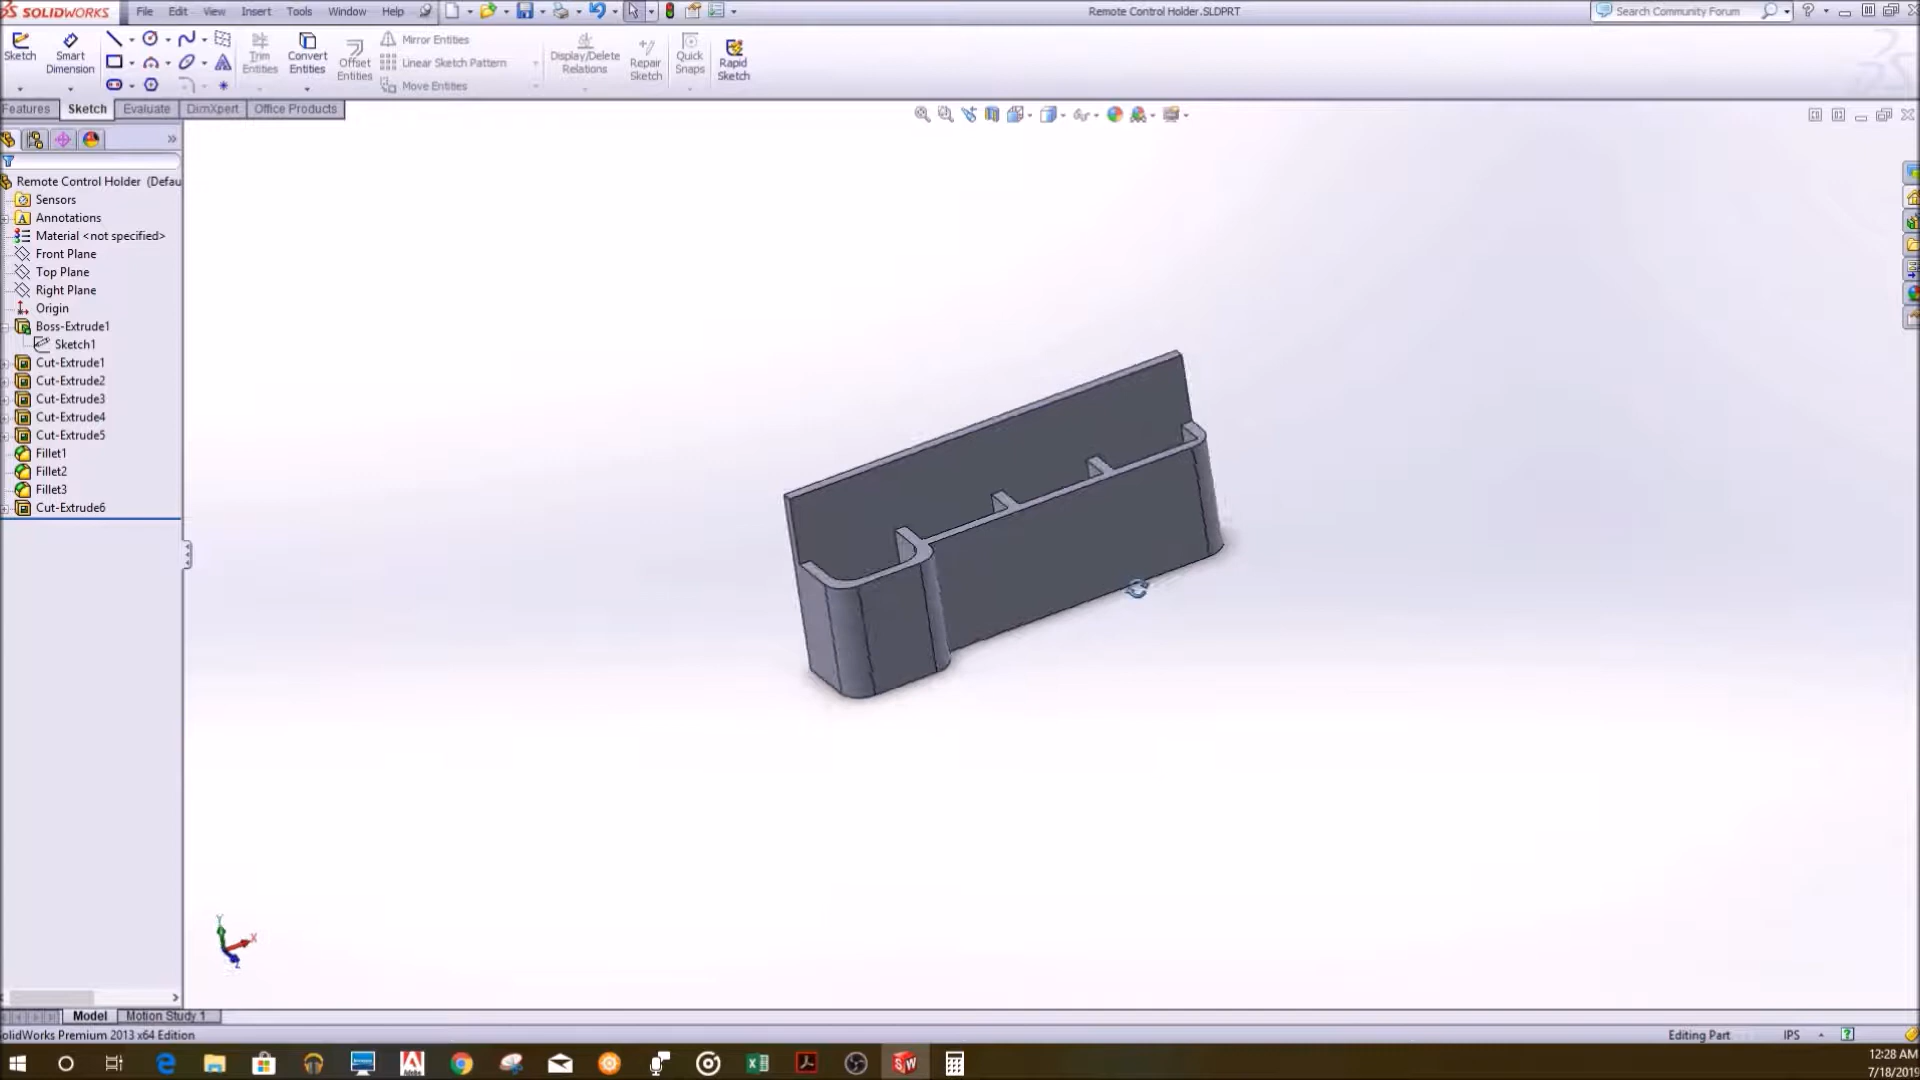 SOLIDWORKS File Edit View Insert Tools Window Help Remote Control Holder.SLDPRT Search Community Forum
Sketch Smart Dimension Trim Entities Convert Entities Offset Entities Mirror Entities Linear Sketch Pattern Move Entities Display/Delete Relations Repair Sketch Quick Snaps Rapid Sketch
Features Sketch Evaluate DimXpert Office Products
Remote Control Holder (Defau
Sensors
Annotations
Material <not specified>
Front Plane
Top Plane
Right Plane
Origin
Boss-Extrude1
Sketch1
Cut-Extrude1
Cut-Extrude2
Cut-Extrude3
Cut-Extrude4
Cut-Extrude5
Fillet1
Fillet2
Fillet3
Cut-Extrude6
Y
X
Z
Model Motion Study 1
olidWorks Premium 2013 x64 Edition Editing Part IPS
12:28 AM
7/18/2019